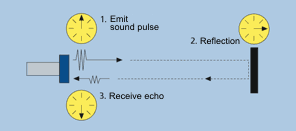 1. Emit
sound pulse
2. Reflection
3. Receive echo